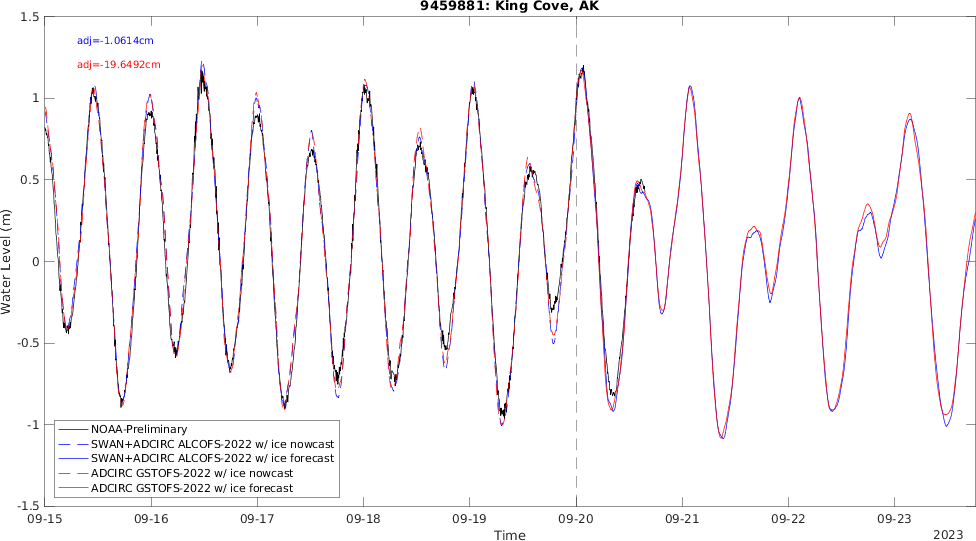 9459881: King Cove, AK
adj=-1.0614cm
adj=-19.6492cm
Water Level (m)
1.5
1
0.5
0
-0.5
-1
-1.5
NOAA-Preliminary
SWAN+ADCIRC ALCOFS-2022 w/ ice nowcast
SWAN+ADCIRC ALCOFS-2022 w/ ice forecast
ADCIRC GSTOFS-2022 w/ ice nowcast
ADCIRC GSTOFS-2022 w/ ice forecast
09-15 09-16 09-17 09-18 09-19 09-20 09-21 09-22 09-23
Time
2023